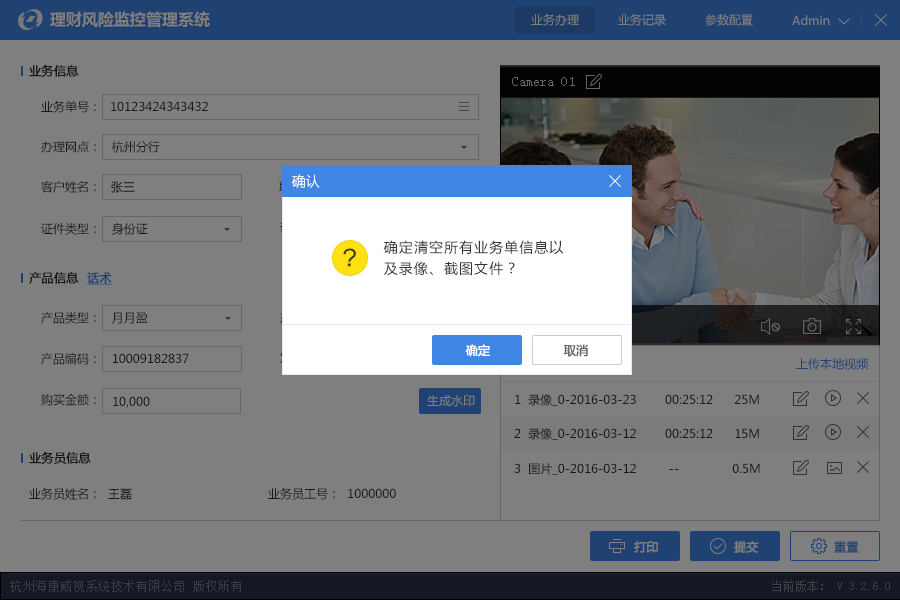 理财风险监控管理系统
业务办理 业务记录 参数配置 Admin
业务信息
业务单号： 10123424343432
办理网点： 杭州分行
客户姓名： 张三
证件类型： 身份证
产品信息 话术
产品类型： 月月盈
产品编码： 10009182837
购买金额： 10,000
生成水印
业务员信息
业务员姓名： 王磊 业务员工号： 1000000
Camera 01
上传本地视频
1 录像_0-2016-03-23 00:25:12 25M
2 录像_0-2016-03-12 00:25:12 15M
3 图片_0-2016-03-12 -- 0.5M
确认
确定清空所有业务单信息以
及录像、截图文件？
确定 取消
打印 提交 重置
杭州海康威视系统技术有限公司 版权所有 当前版本： V 3.2.6.0